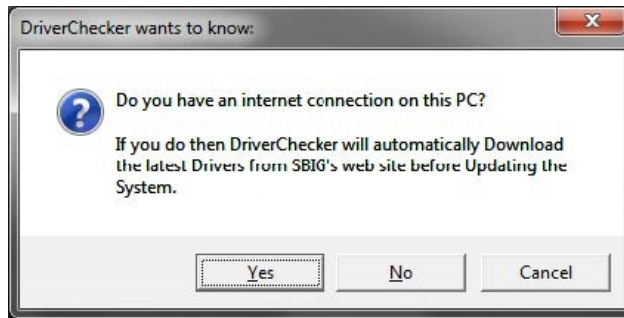 DriverChecker wants to know:
Do you have an internet connection on this PC?
If you do then DriverChecker will automatically Download
the latest Drivers from SBIG's web site before Updating the
System.
Yes
No
Cancel